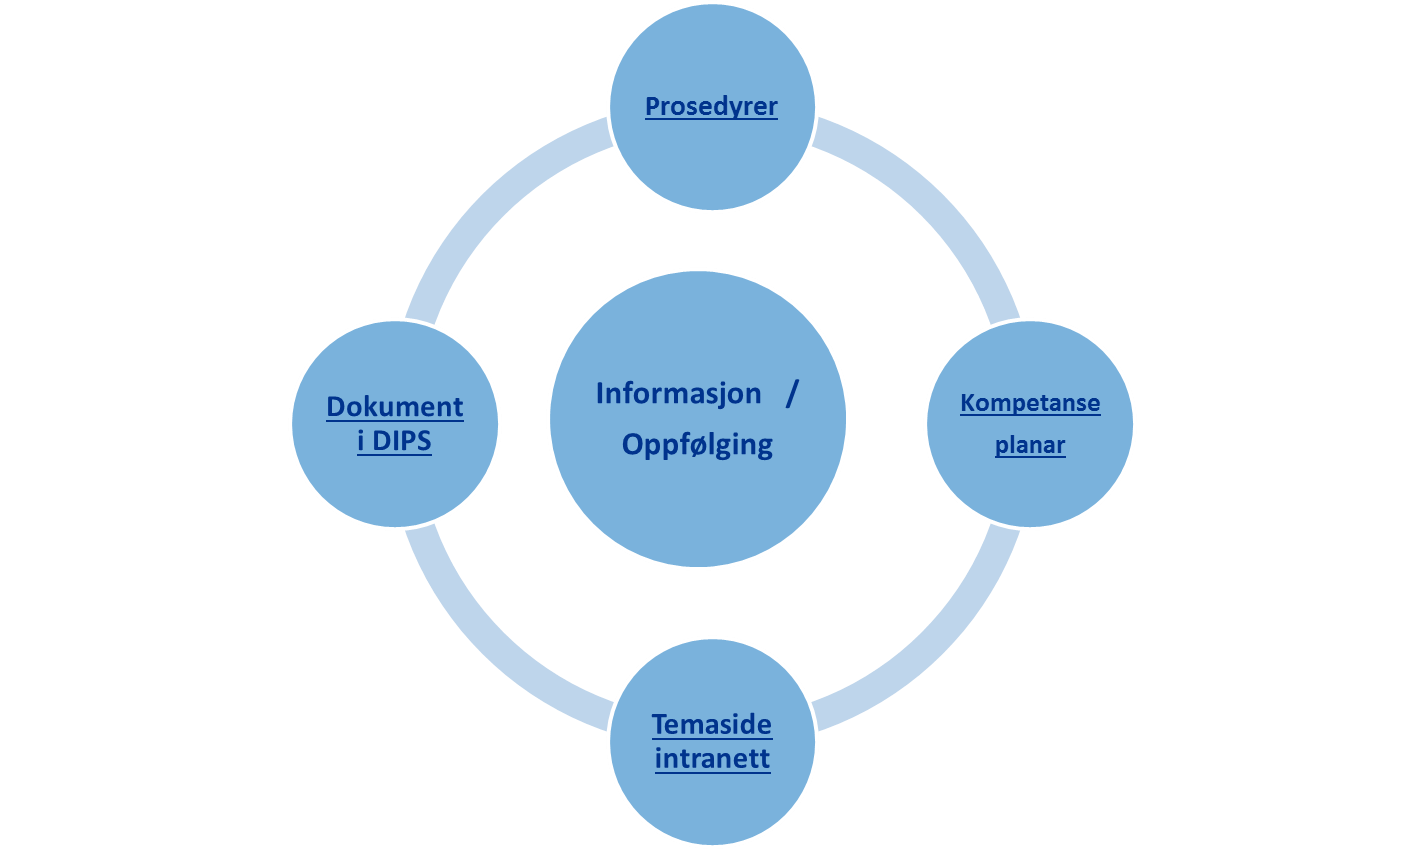 Prosedyrer
Dokument
i DIPS
Informasjon /
Oppfølging
Kompetanse
planar
Temaside
intranett